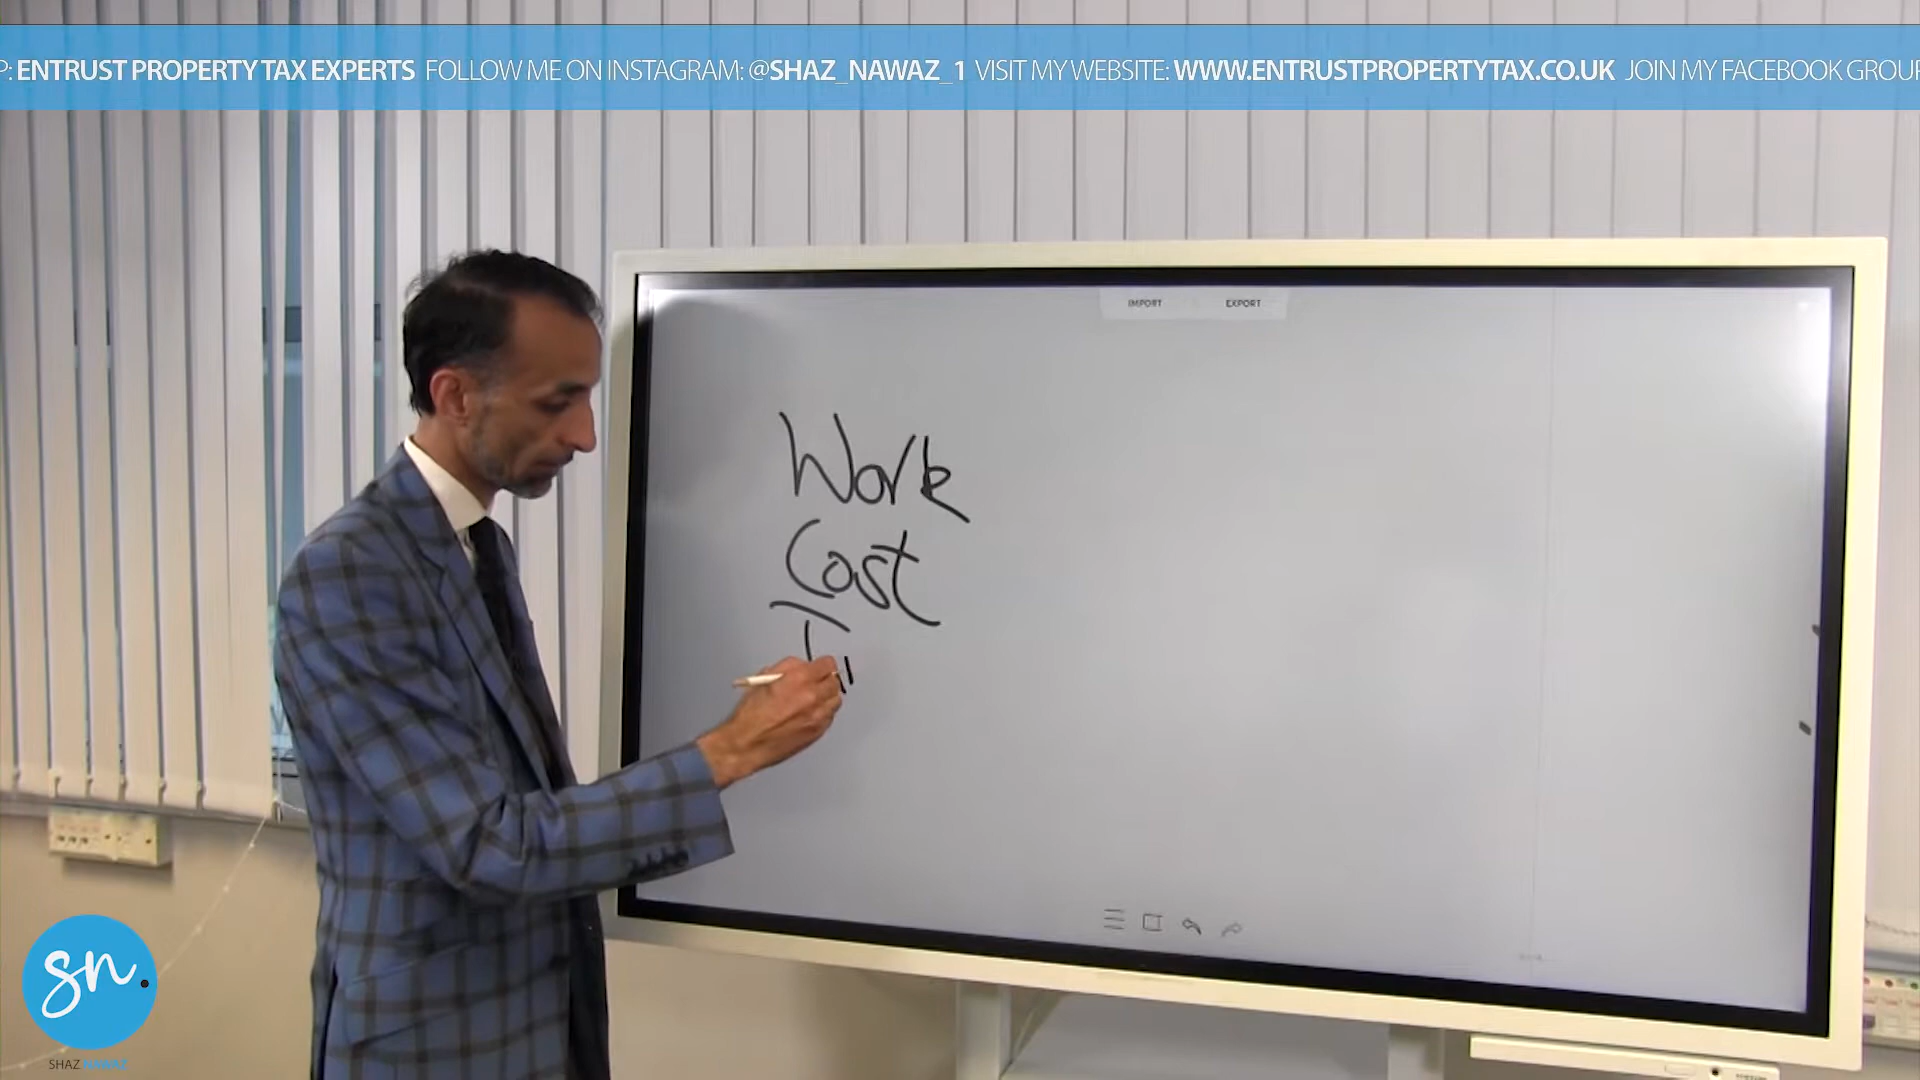 P: ENTRUST PROPERTY TAX EXPERTS FOLLOW ME ON INSTAGRAM: @SHAZ_NAWAZ_1 VISIT MY WEBSITE: WWW.ENTRUSTPROPERTYTAX.CO.UK JOIN MY FACEBOOK GROUP
IMPORT EXPORT
Work
Cost
sn.
SHAZ NAWAZ